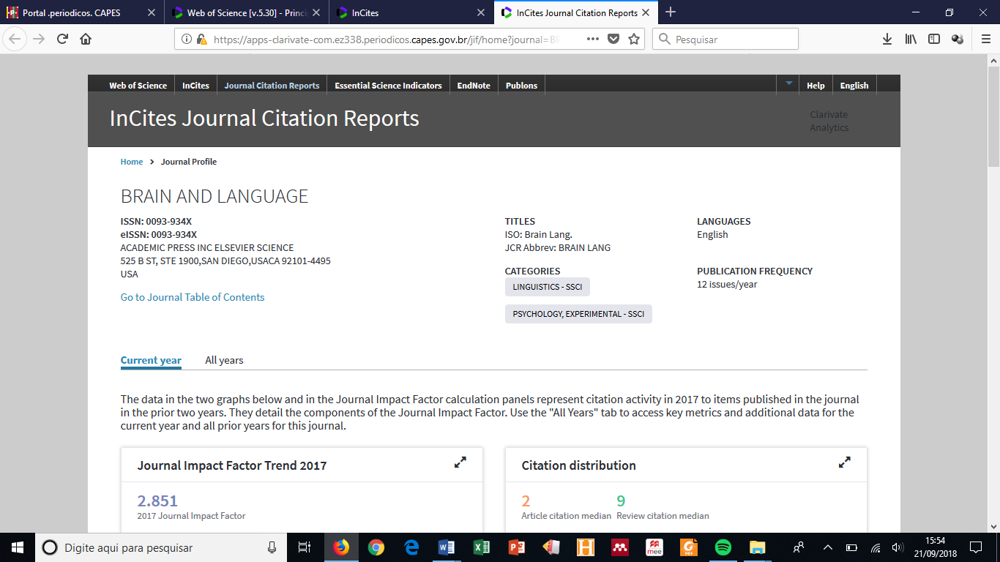 Portal .periodicos. CAPES
Web of Science [v.5.30] - Princi
InCites
InCites Journal Citation Reports
https://apps-clarivate-com.ez338.periodicos.capes.gov.br/jif/home?journal=BR
Pesquisar
Web of Science InCites Journal Citation Reports Essential Science Indicators EndNote Publons Help English
InCites Journal Citation Reports
Clarivate
Analytics
Home > Journal Profile
BRAIN AND LANGUAGE
ISSN: 0093-934X
eISSN: 0093-934X
ACADEMIC PRESS INC ELSEVIER SCIENCE
525 B ST, STE 1900,SAN DIEGO,USACA 92101-4495
USA
Go to Journal Table of Contents
TITLES
ISO: Brain Lang.
JCR Abbrev: BRAIN LANG
CATEGORIES
LINGUISTICS - SSCI
PSYCHOLOGY, EXPERIMENTAL - SSCI
LANGUAGES
English
PUBLICATION FREQUENCY
12 issues/year
Current year All years
The data in the two graphs below and in the Journal Impact Factor calculation panels represent citation activity in 2017 to items published in the journal
in the prior two years. They detail the components of the Journal Impact Factor. Use the "All Years" tab to access key metrics and additional data for the
current year and all prior years for this journal.
Journal Impact Factor Trend 2017
2.851
2017 Journal Impact Factor
Citation distribution
2 9
Article citation median Review citation median
Digite aqui para pesquisar
15:54
21/09/2018